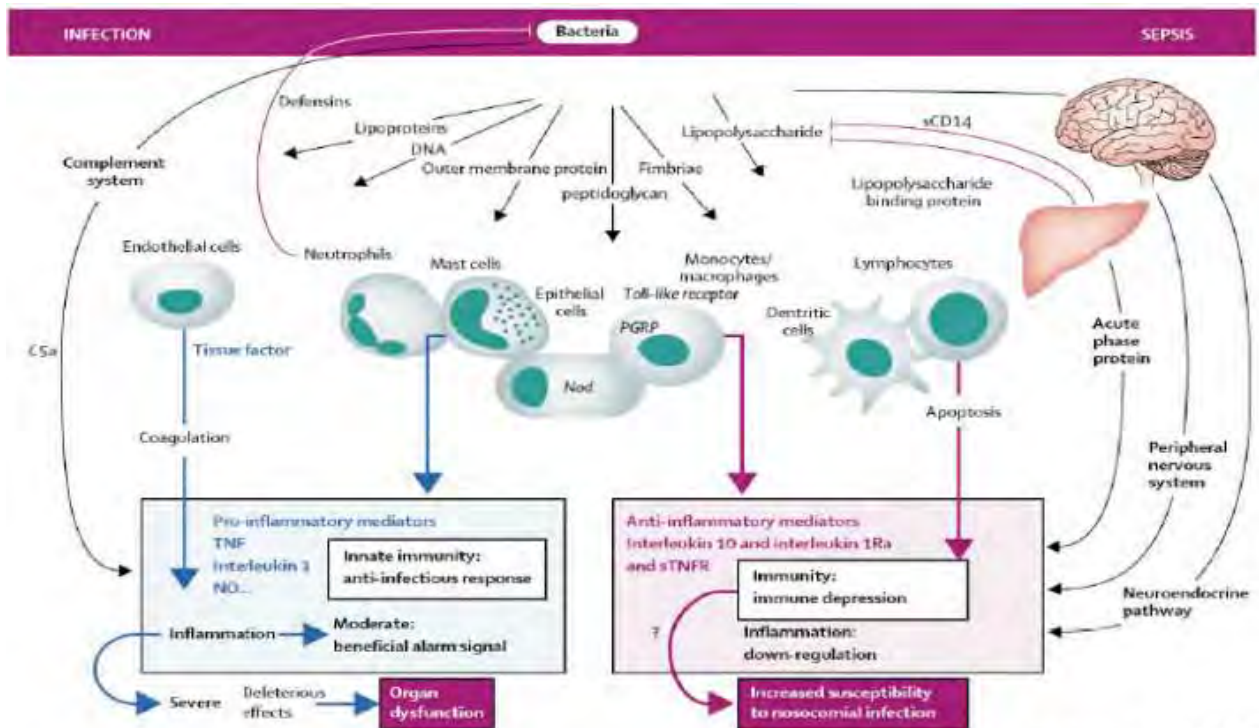 INFECTION
Bacteria
SEPSIS
Defensins
Lipoproteins
DNA
Outer membrane protein
peptidoglycan
Fimbriae
Lipopolysaccharide
sCD14
Complement
system
Lipopolysaccharide
binding protein
Endothelial cells
Neutrophils
Mast cells
Epithelial
cells
Monocytes/
macrophages
Toll-like receptor
PGRP
Nod
Lymphocytes
Dentritic
cells
C5a
Tissue factor
Acute
phase
protein
Coagulation
Apoptosis
Peripheral
nervous
system
Pro-inflammatory mediators
TNF
Interleukin 1
NO...
Innate immunity:
anti-infectious response
Inflammation
Moderate:
beneficial alarm signal
Anti-inflammatory mediators
Interleukin 10 and interleukin 1Ra
and sTNFR
Immunity:
immune depression
?
Inflammation:
down-regulation
Neuroendocrine
pathway
Severe
Deleterious
effects
Organ
dysfunction
Increased susceptibility
to nosocomial infection